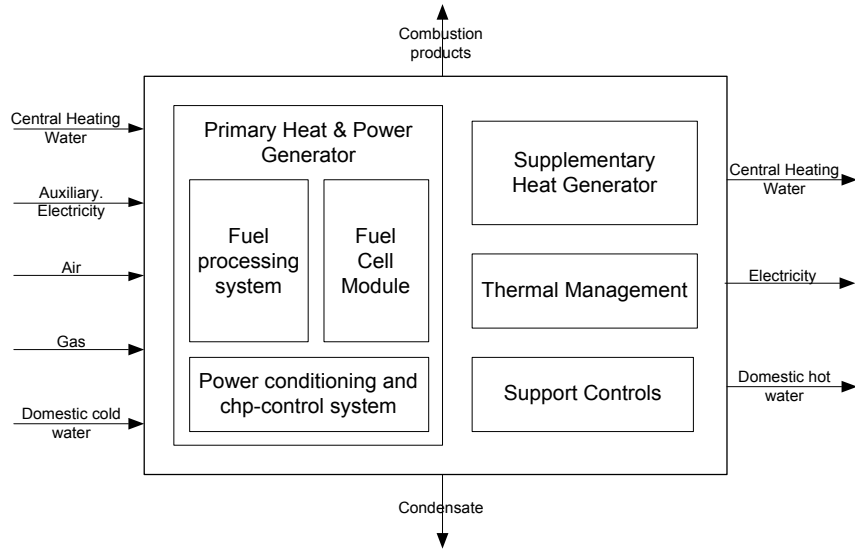 Combustion
products
Central Heating
Water
Auxiliary.
Electricity
Air
Gas
Domestic cold
water
Primary Heat & Power
Generator
Fuel
processing
system
Fuel
Cell
Module
Power conditioning and
chp-control system
Supplementary
Heat Generator
Thermal Management
Support Controls
Central Heating
Water
Electricity
Domestic hot
water
Condensate